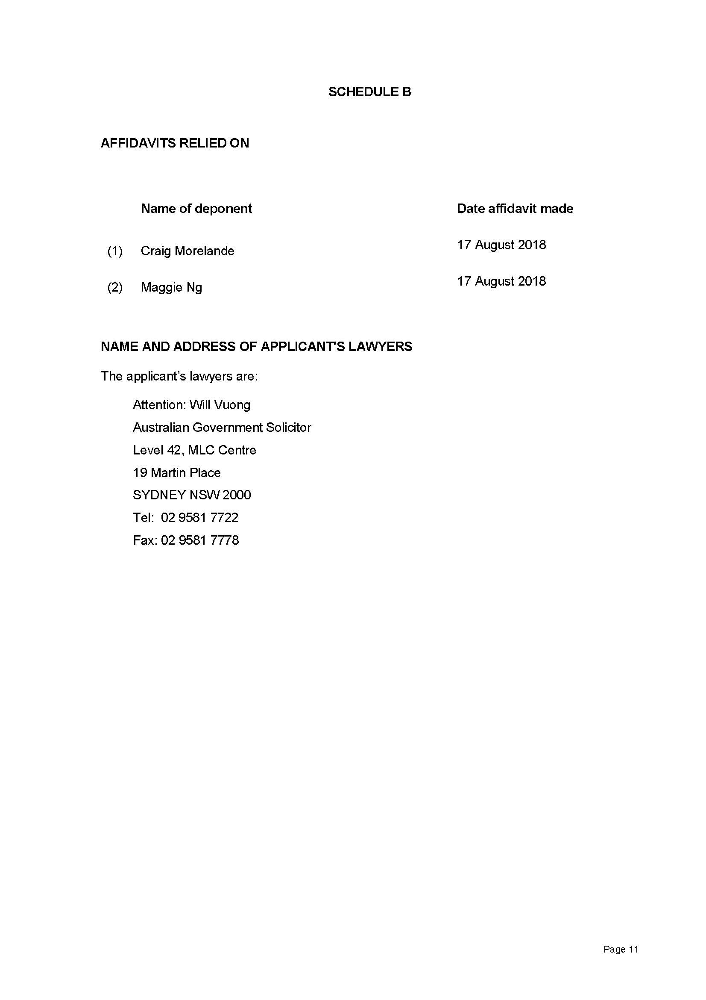 SCHEDULE B
AFFIDAVITS RELIED ON
Name of deponent Date affidavit made
(1) Craig Morelande 17 August 2018
(2) Maggie Ng 17 August 2018
NAME AND ADDRESS OF APPLICANT'S LAWYERS
The applicant’s lawyers are:
Attention: Will Vuong
Australian Government Solicitor
Level 42, MLC Centre
19 Martin Place
SYDNEY NSW 2000
Tel: 02 9581 7722
Fax: 02 9581 7778
Page 11